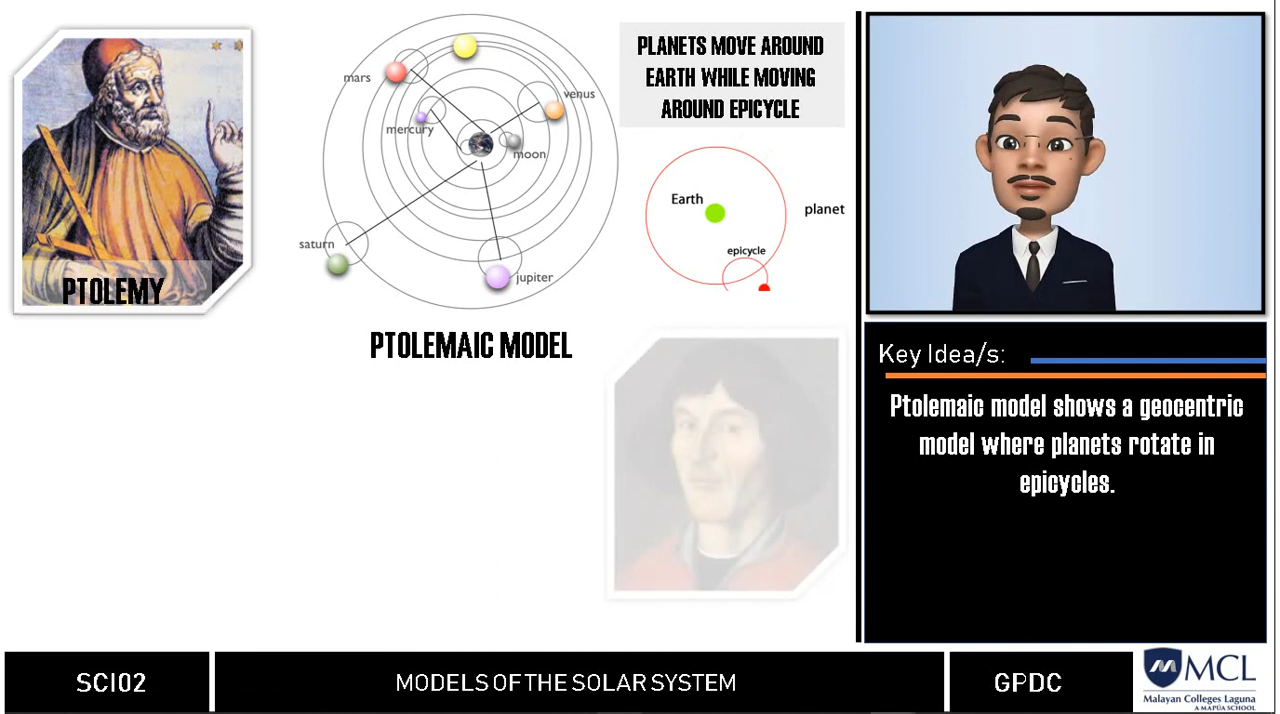 PTOLEMY
mars
venus
mercury
moon
saturn
jupiter
PTOLEMAIC MODEL
PLANETS MOVE AROUND
EARTH WHILE MOVING
AROUND EPICYCLE
Earth
planet
epicycle
Key Idea/s:
Ptolemaic model shows a geocentric
model where planets rotate in
epicycles.
SCI02
MODELS OF THE SOLAR SYSTEM
GPDC
MCL
Malayan Colleges Laguna
A MAPÚA SCHOOL